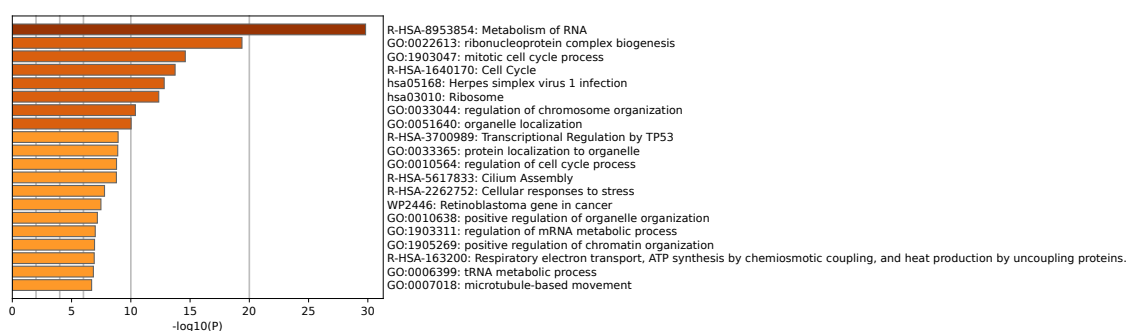 R-HSA-8953854: Metabolism of RNA
GO:0022613: ribonucleoprotein complex biogenesis
GO:1903047: mitotic cell cycle process
R-HSA-1640170: Cell Cycle
hsa05168: Herpes simplex virus 1 infection
hsa03010: Ribosome
GO:0033044: regulation of chromosome organization
GO:0051640: organelle localization
R-HSA-3700989: Transcriptional Regulation by TP53
GO:0033365: protein localization to organelle
GO:0010564: regulation of cell cycle process
R-HSA-5617833: Cilium Assembly
R-HSA-2262752: Cellular responses to stress
WP2446: Retinoblastoma gene in cancer
GO:0010638: positive regulation of organelle organization
GO:1903311: regulation of mRNA metabolic process
GO:1905269: positive regulation of chromatin organization
R-HSA-163200: Respiratory electron transport, ATP synthesis by chemiosmotic coupling, and heat production by uncoupling proteins.
GO:0006399: tRNA metabolic process
GO:0007018: microtubule-based movement
0 5 10 15 20 25 30
-log10(P)